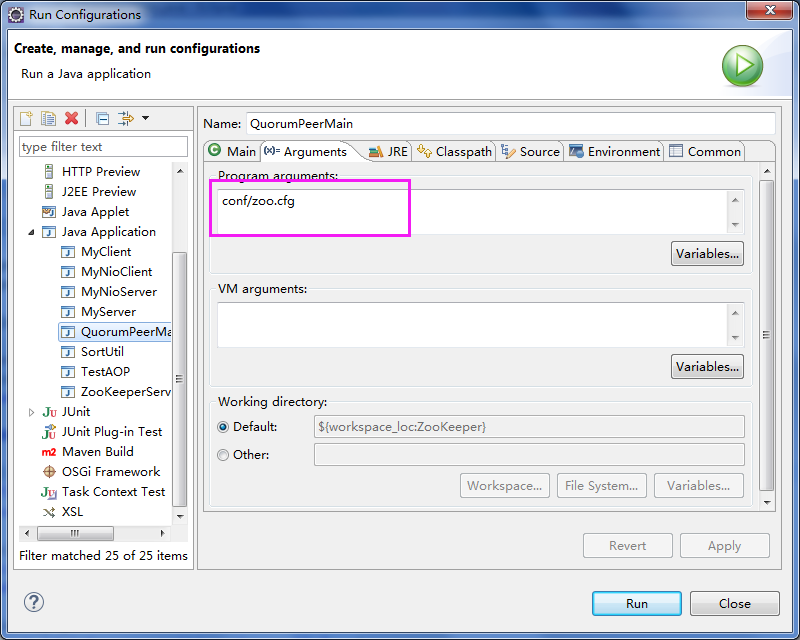 Run Configurations
Create, manage, and run configurations
Run a Java application
type filter text
HTTP Preview
J2EE Preview
Java Applet
Java Application
MyClient
MyNioClient
MyNioServer
MyServer
QuorumPeerMa
SortUtil
TestAOP
ZooKeeperServ
JUnit
JUnit Plug-in Test
Maven Build
OSGi Framework
Task Context Test
XSL
Filter matched 25 of 25 items
Name: QuorumPeerMain
Main (x)= Arguments JRE Classpath Source Environment Common
Program arguments:
conf/zoo.cfg
Variables...
VM arguments:
Variables...
Working directory:
Default: ${workspace_loc:ZooKeeper}
Other:
Workspace... File System... Variables...
Revert Apply
Run Close